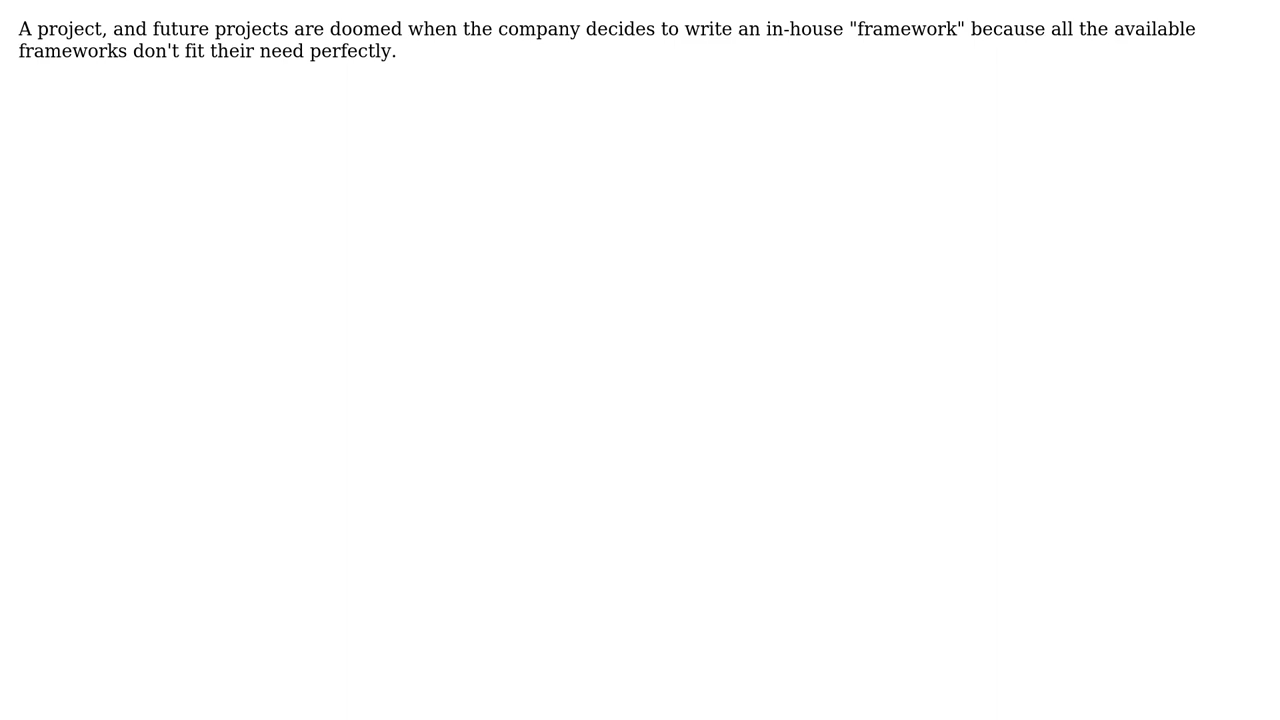 A project, and future projects are doomed when the company decides to write an in-house "framework" because all the available
frameworks don't fit their need perfectly.